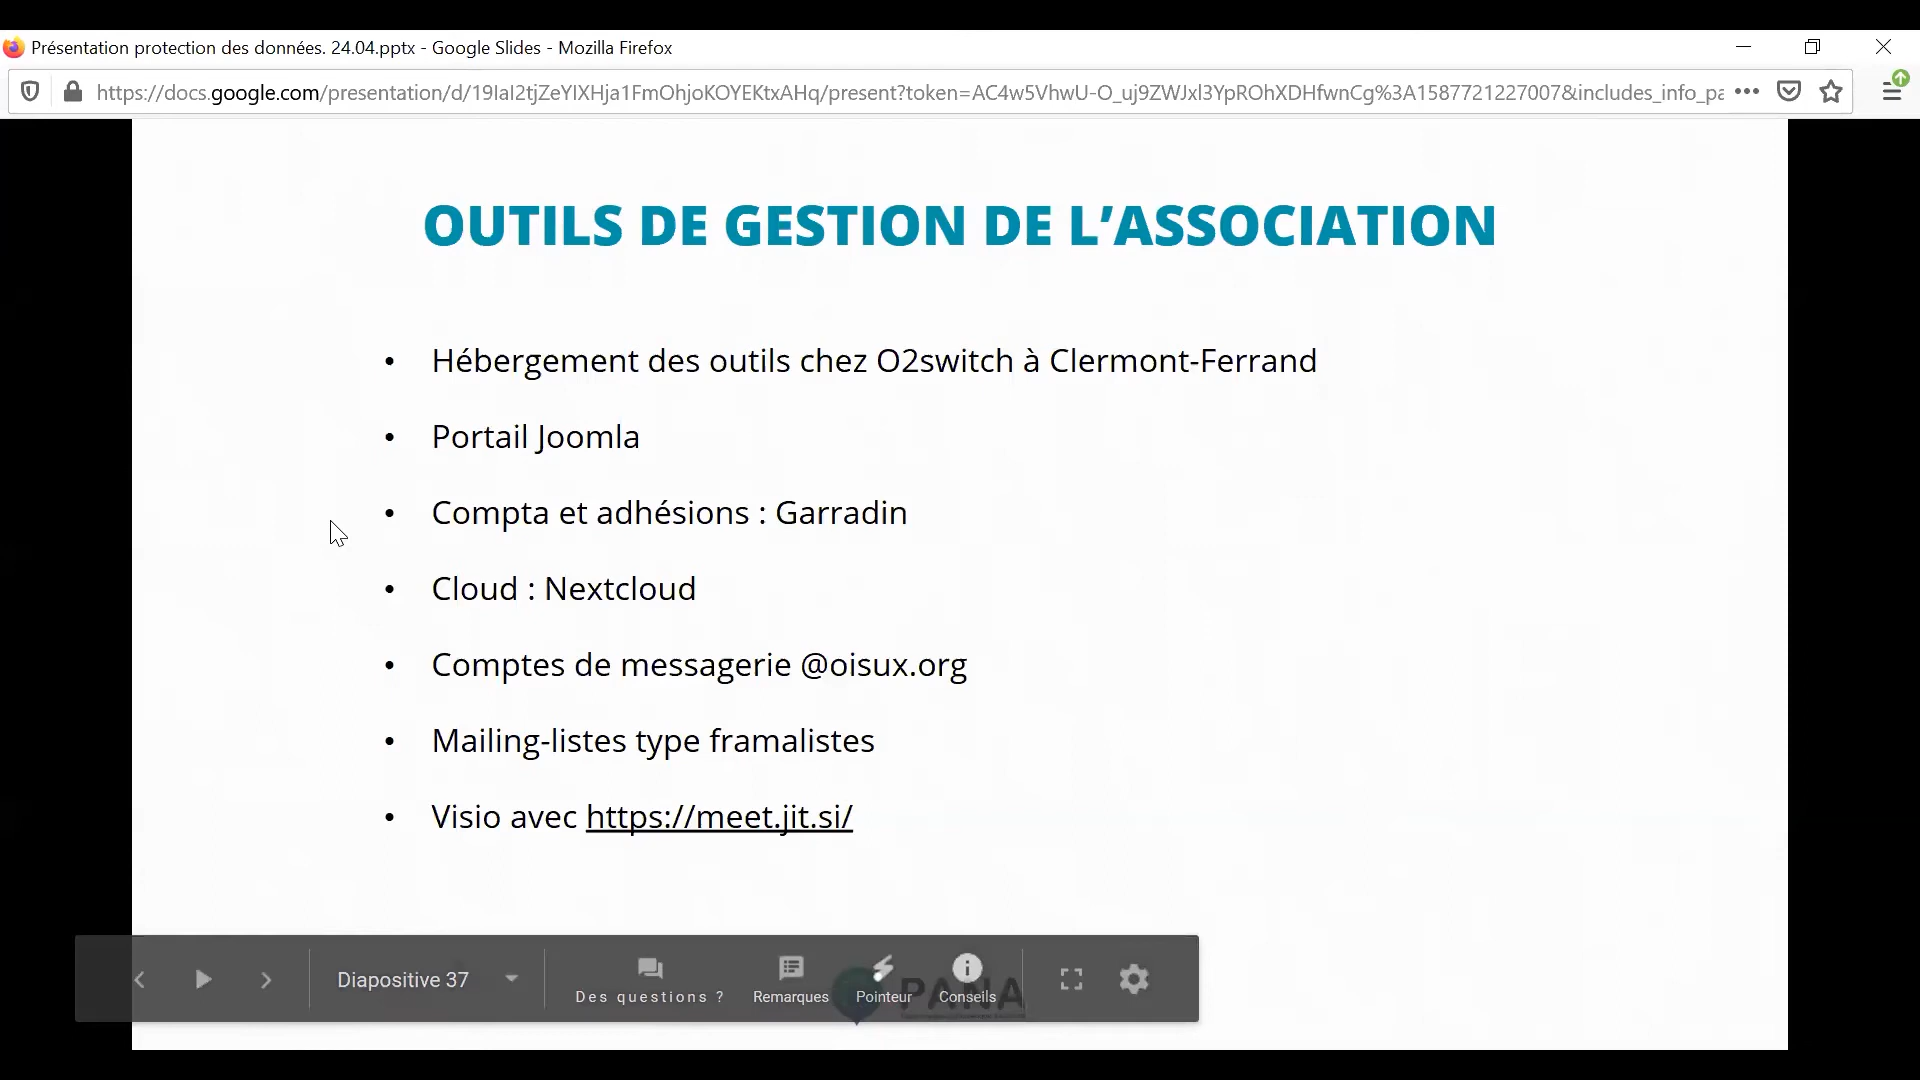 Présentation protection des données. 24.04.pptx - Google Slides - Mozilla Firefox
https://docs.google.com/presentation/d/19IaI2tjZeYlXHja1FmOhjoKOYEKtxAHq/present?token=AC4w5VhwU-O_uj9ZWJxl3YpROhXDHfwnCg%3A1587721227007&includes_info_pa
OUTILS DE GESTION DE L’ASSOCIATION
• Hébergement des outils chez O2switch à Clermont-Ferrand
• Portail Joomla
• Compta et adhésions : Garradin
• Cloud : Nextcloud
• Comptes de messagerie @oisux.org
• Mailing-listes type framalistes
• Visio avec https://meet.jit.si/
Diapositive 37
Des questions ?
Remarques
Pointeur
Conseils
PANA